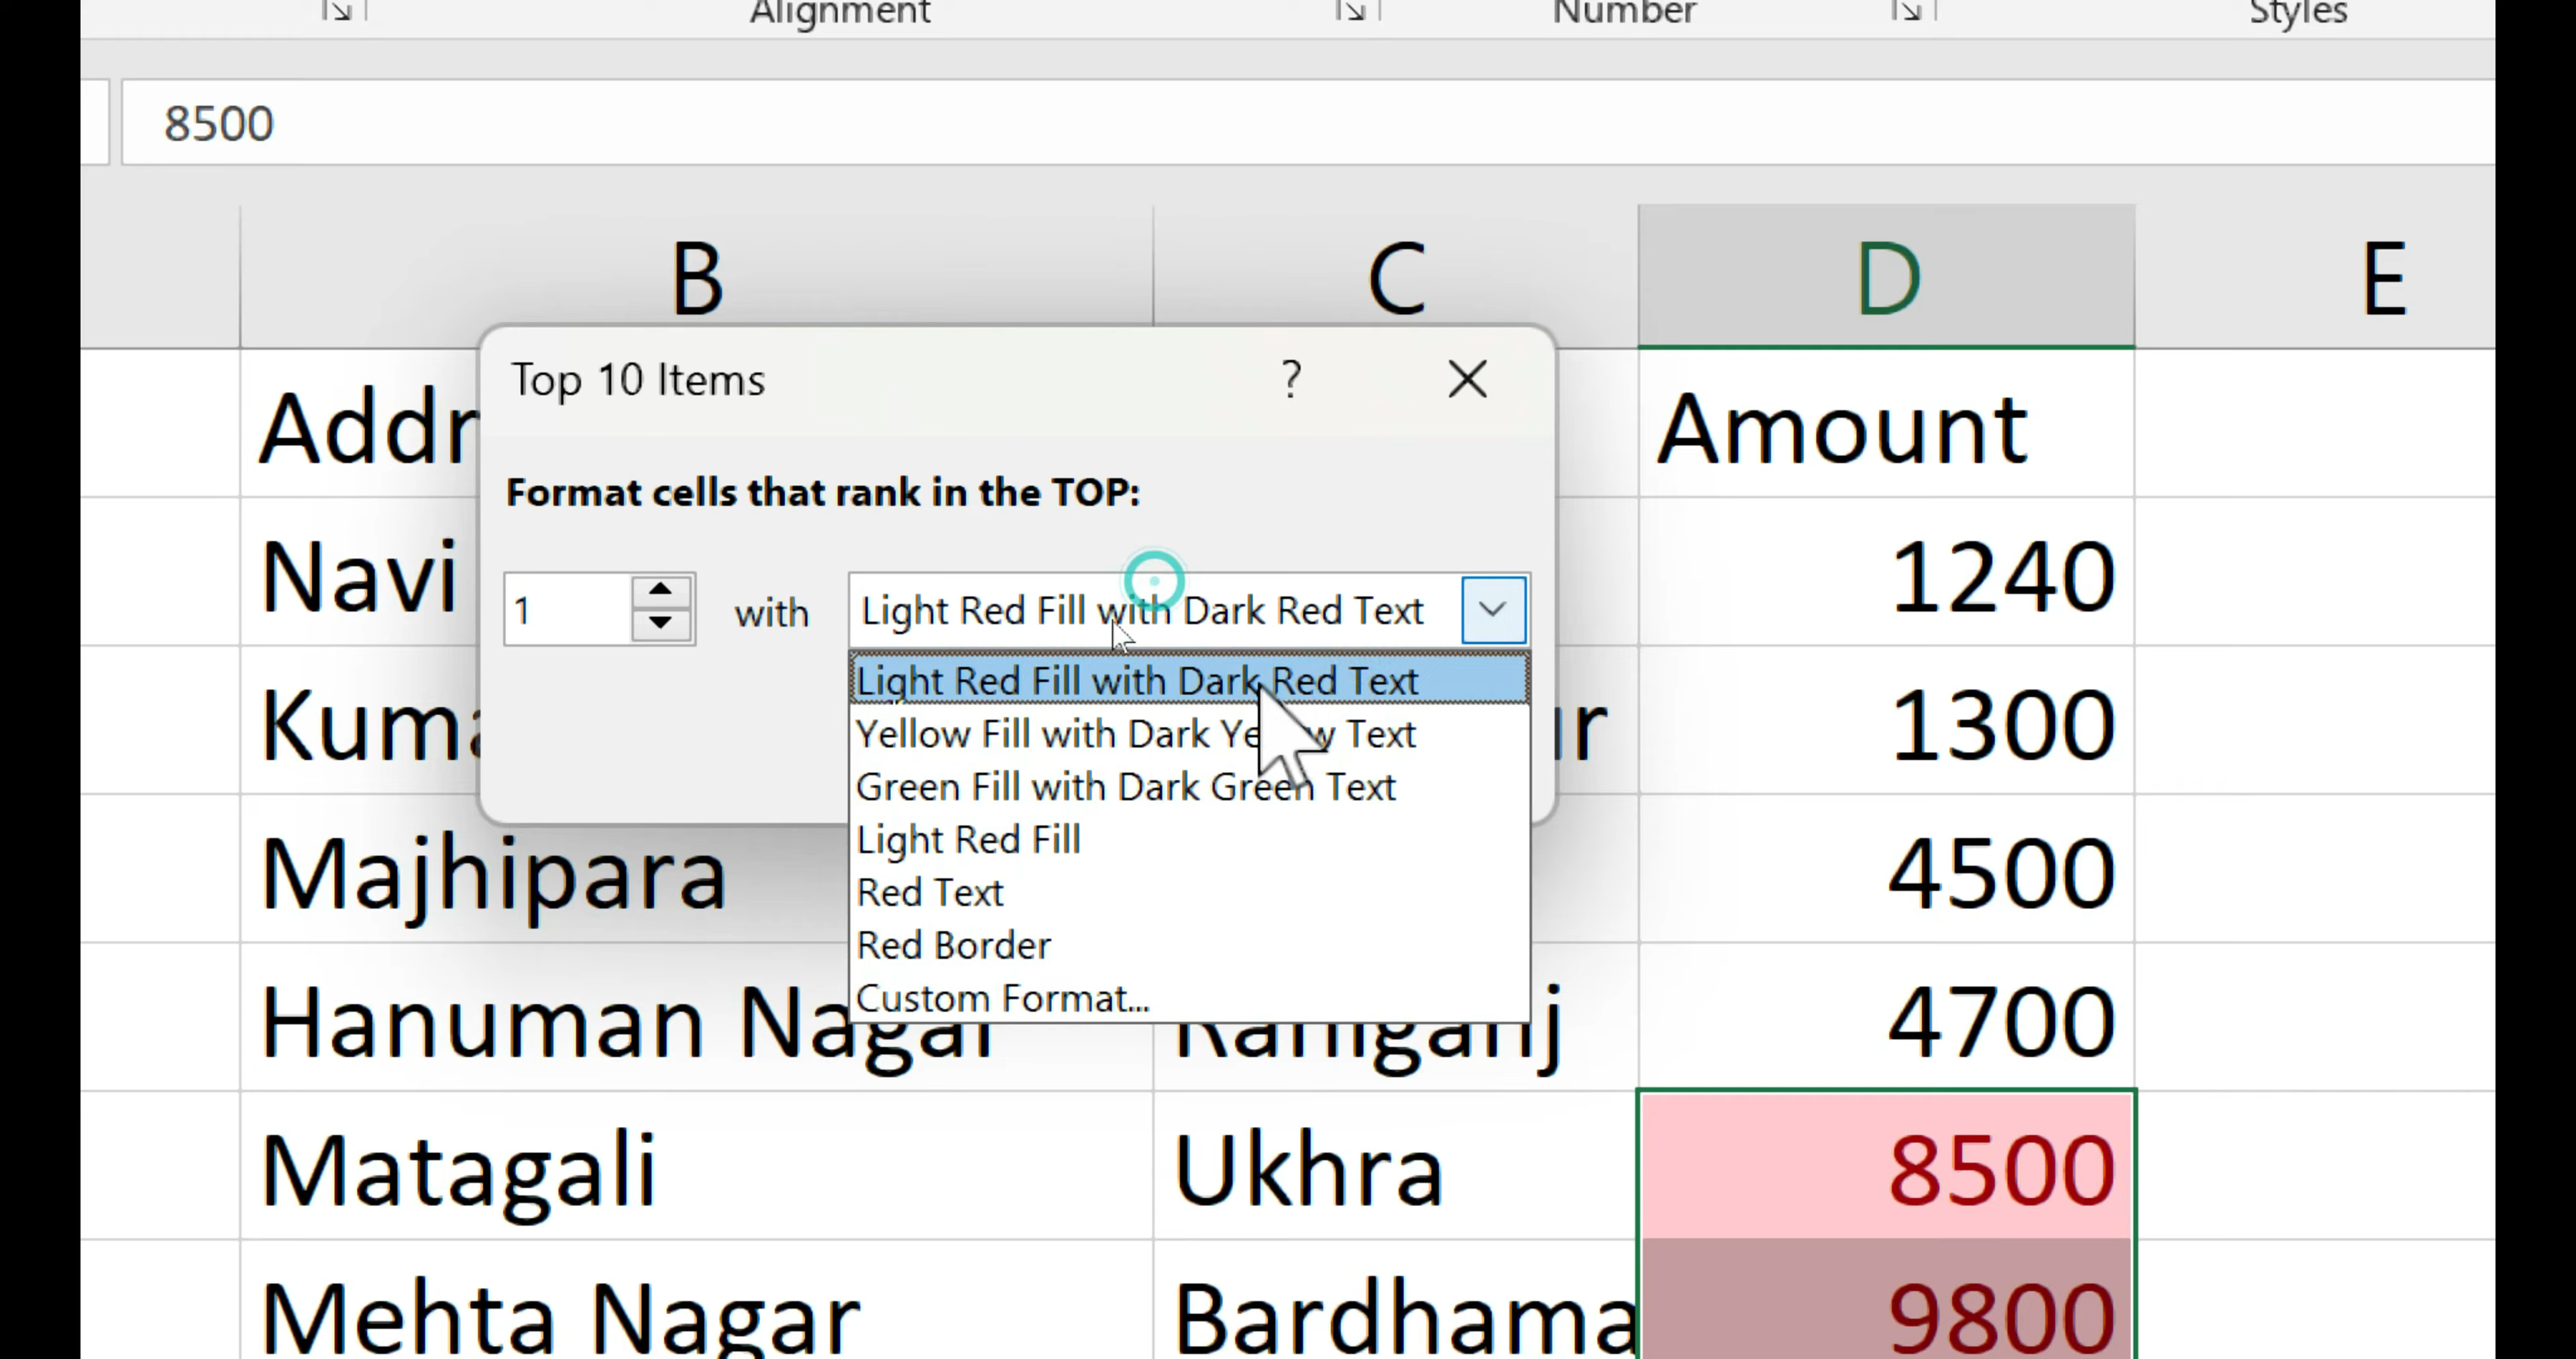 Alignment
Number
Styles
8500
B
C
D
E
Top 10 Items
?
Format cells that rank in the TOP:
1
with
Light Red Fill with Dark Red Text
Light Red Fill with Dark Red Text
Yellow Fill with Dark Yellow Text
Green Fill with Dark Green Text
Light Red Fill
Red Text
Red Border
Custom Format...
Addr
Amount
Navi
1240
Kuma
ur
1300
Majhipara
4500
Hanuman Nagar
Raniganj
4700
Matagali
Ukhra
8500
Mehta Nagar
Bardhama
9800